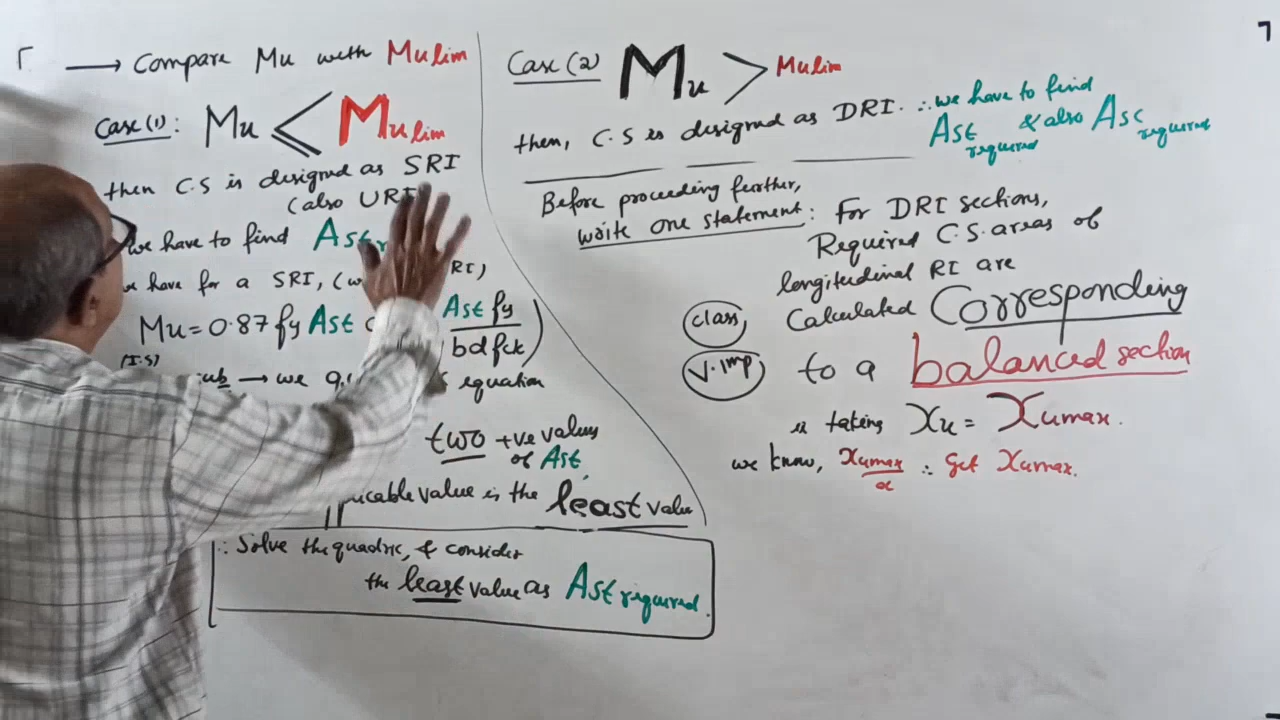 → Compare Mu with Mulim
Case (1): Mu ≤ Mulim
then C.S is designed as SRI
(also URI
we have to find Ast
we have for a SRI, (
RI)
Mu = 0.87 fy Ast d
Ast fy
bd fck )
(I.S)
sub → we
equation
two +ve values
of Ast
value is the least value
∴ Solve the quadric, & consider
the least value as Ast required.
Case (2) Mu > Mulim
then, C.S is designed as DRI. ∴ we have to find
Ast required & also Asc required
Before proceeding further,
write one statement: For DRI sections,
Required C.S. areas of
longitudinal RI are
class
Calculated Corresponding
V.imp
to a balanced section
is taking Xu = Xumax.
we know, Xumax/d ∴ Get Xumax.
7